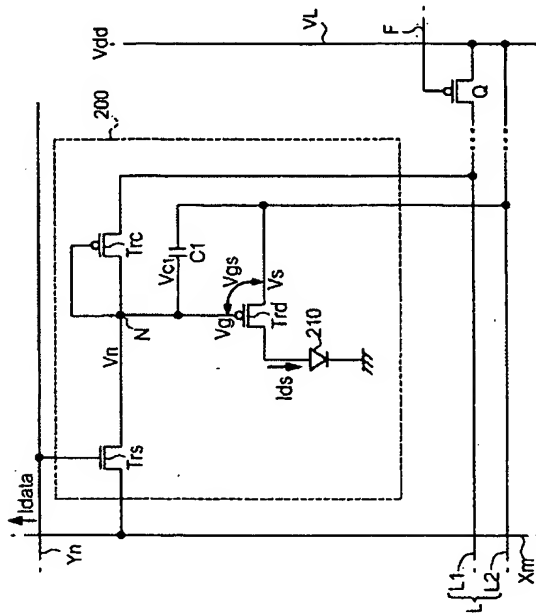 Vdd
VL
F
Q
200
Trc
Vc1
C1
Vgs
Vg
Vs
Trd
N
Vn
210
Ids
Trs
Idata
Yn
L1
L2
L
Xm